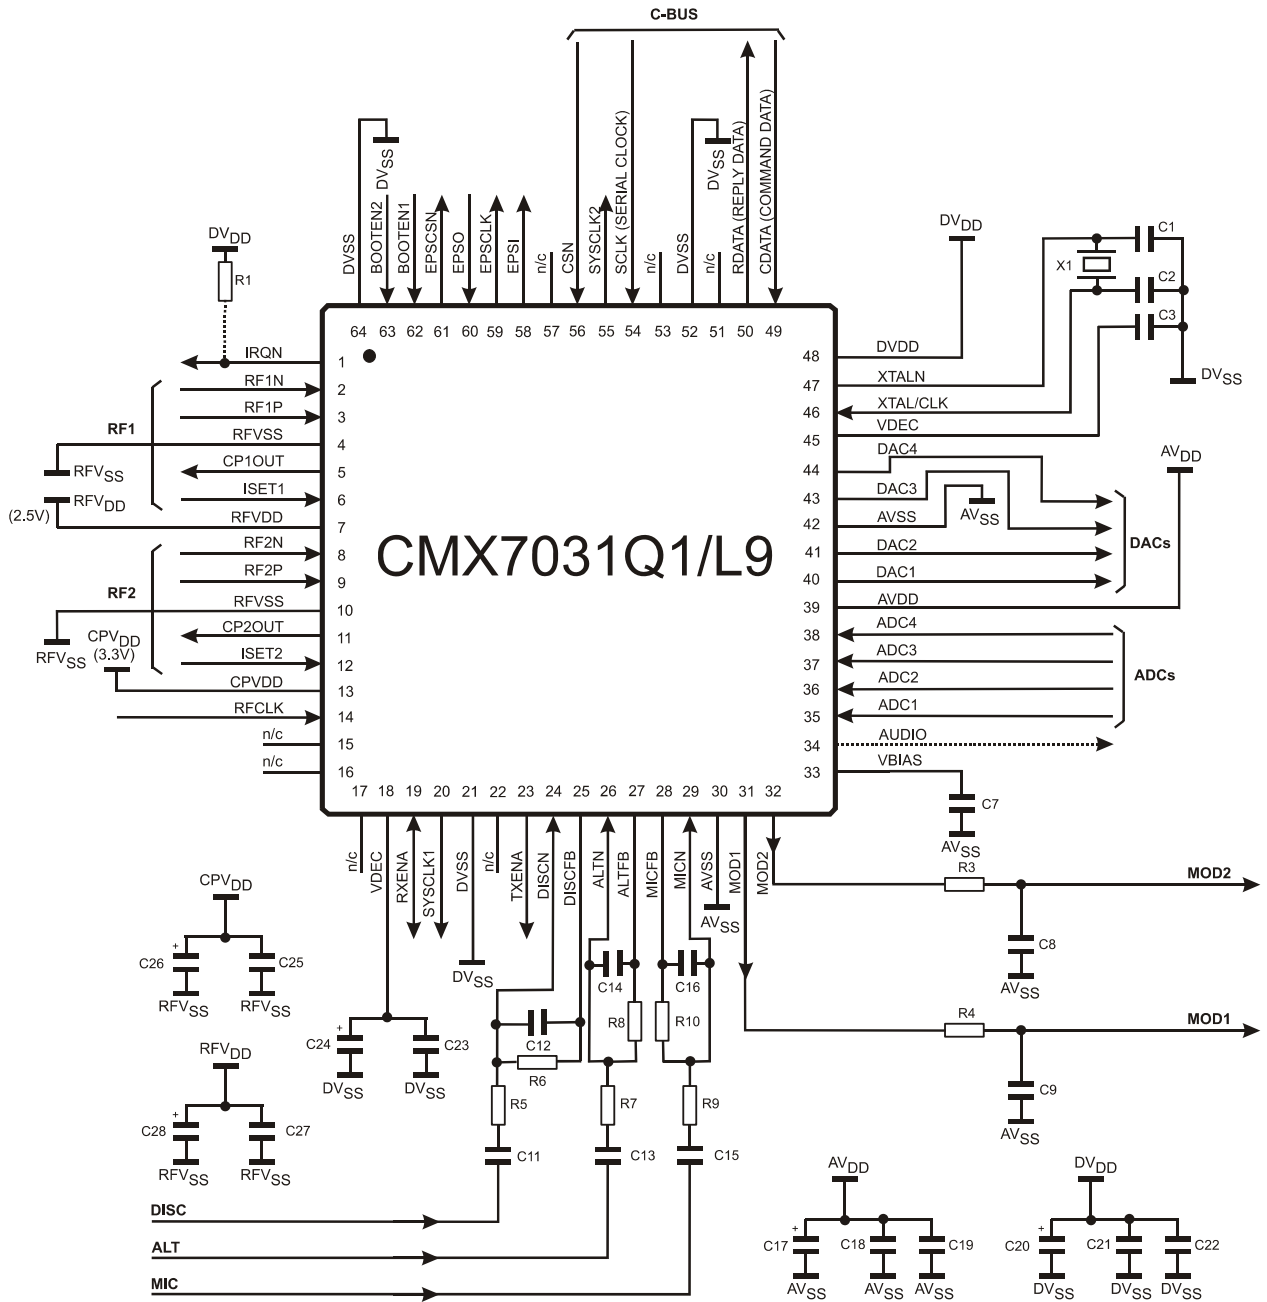 C-BUS
DVSS
DVSS
DVSS
BOOTEN2
BOOTEN1
EPSCSN
EPSO
EPSCLK
EPSI
n/c
CSN
SYSCLK2
SCLK (SERIAL CLOCK)
n/c
DVSS
n/c
RDATA (REPLY DATA)
CDATA (COMMAND DATA)
64 63 62 61 60 59 58 57 56 55 54 53 52 51 50 49
DVDD
R1
DVDD
X1
C1
C2
C3
DVSS
IRQN 1
RF1N 2
RF1P 3
RFVSS 4
CP1OUT 5
ISET1 6
RFVDD 7
RF2N 8
RF2P 9
RFVSS 10
CP2OUT 11
ISET2 12
CPVDD 13
RFCLK 14
n/c 15
n/c 16
RF1
RFVSS
RFVDD
(2.5V)
RF2
RFVSS
CPVDD
(3.3V)
CMX7031Q1/L9
48 DVDD
47 XTALN
46 XTAL/CLK
45 VDEC
44 DAC4
43 DAC3
42 AVSS
41 DAC2
40 DAC1
39 AVDD
38 ADC4
37 ADC3
36 ADC2
35 ADC1
34 AUDIO
33 VBIAS
AVDD
AVSS
DACs
ADCs
C7
AVSS
17 18 19 20 21 22 23 24 25 26 27 28 29 30 31 32
n/c
VDEC
RXENA
SYSCLK1
DVSS
n/c
TXENA
DISCN
DISCFB
ALTN
ALTFB
MICFB
MICN
AVSS
MOD1
MOD2
AVSS
DVSS
R3
MOD2
C8
AVSS
R4
MOD1
C9
AVSS
CPVDD
+
C26
C25
RFVSS
RFVSS
RFVDD
+
C28
C27
RFVSS
RFVSS
+
C24
C23
DVSS
DVSS
C14
C16
R8
R10
C12
R6
R5
R7
R9
C11
C13
C15
DISC
ALT
MIC
AVDD
+
C17
C18
C19
AVSS
AVSS
AVSS
DVDD
+
C20
C21
C22
DVSS
DVSS
DVSS